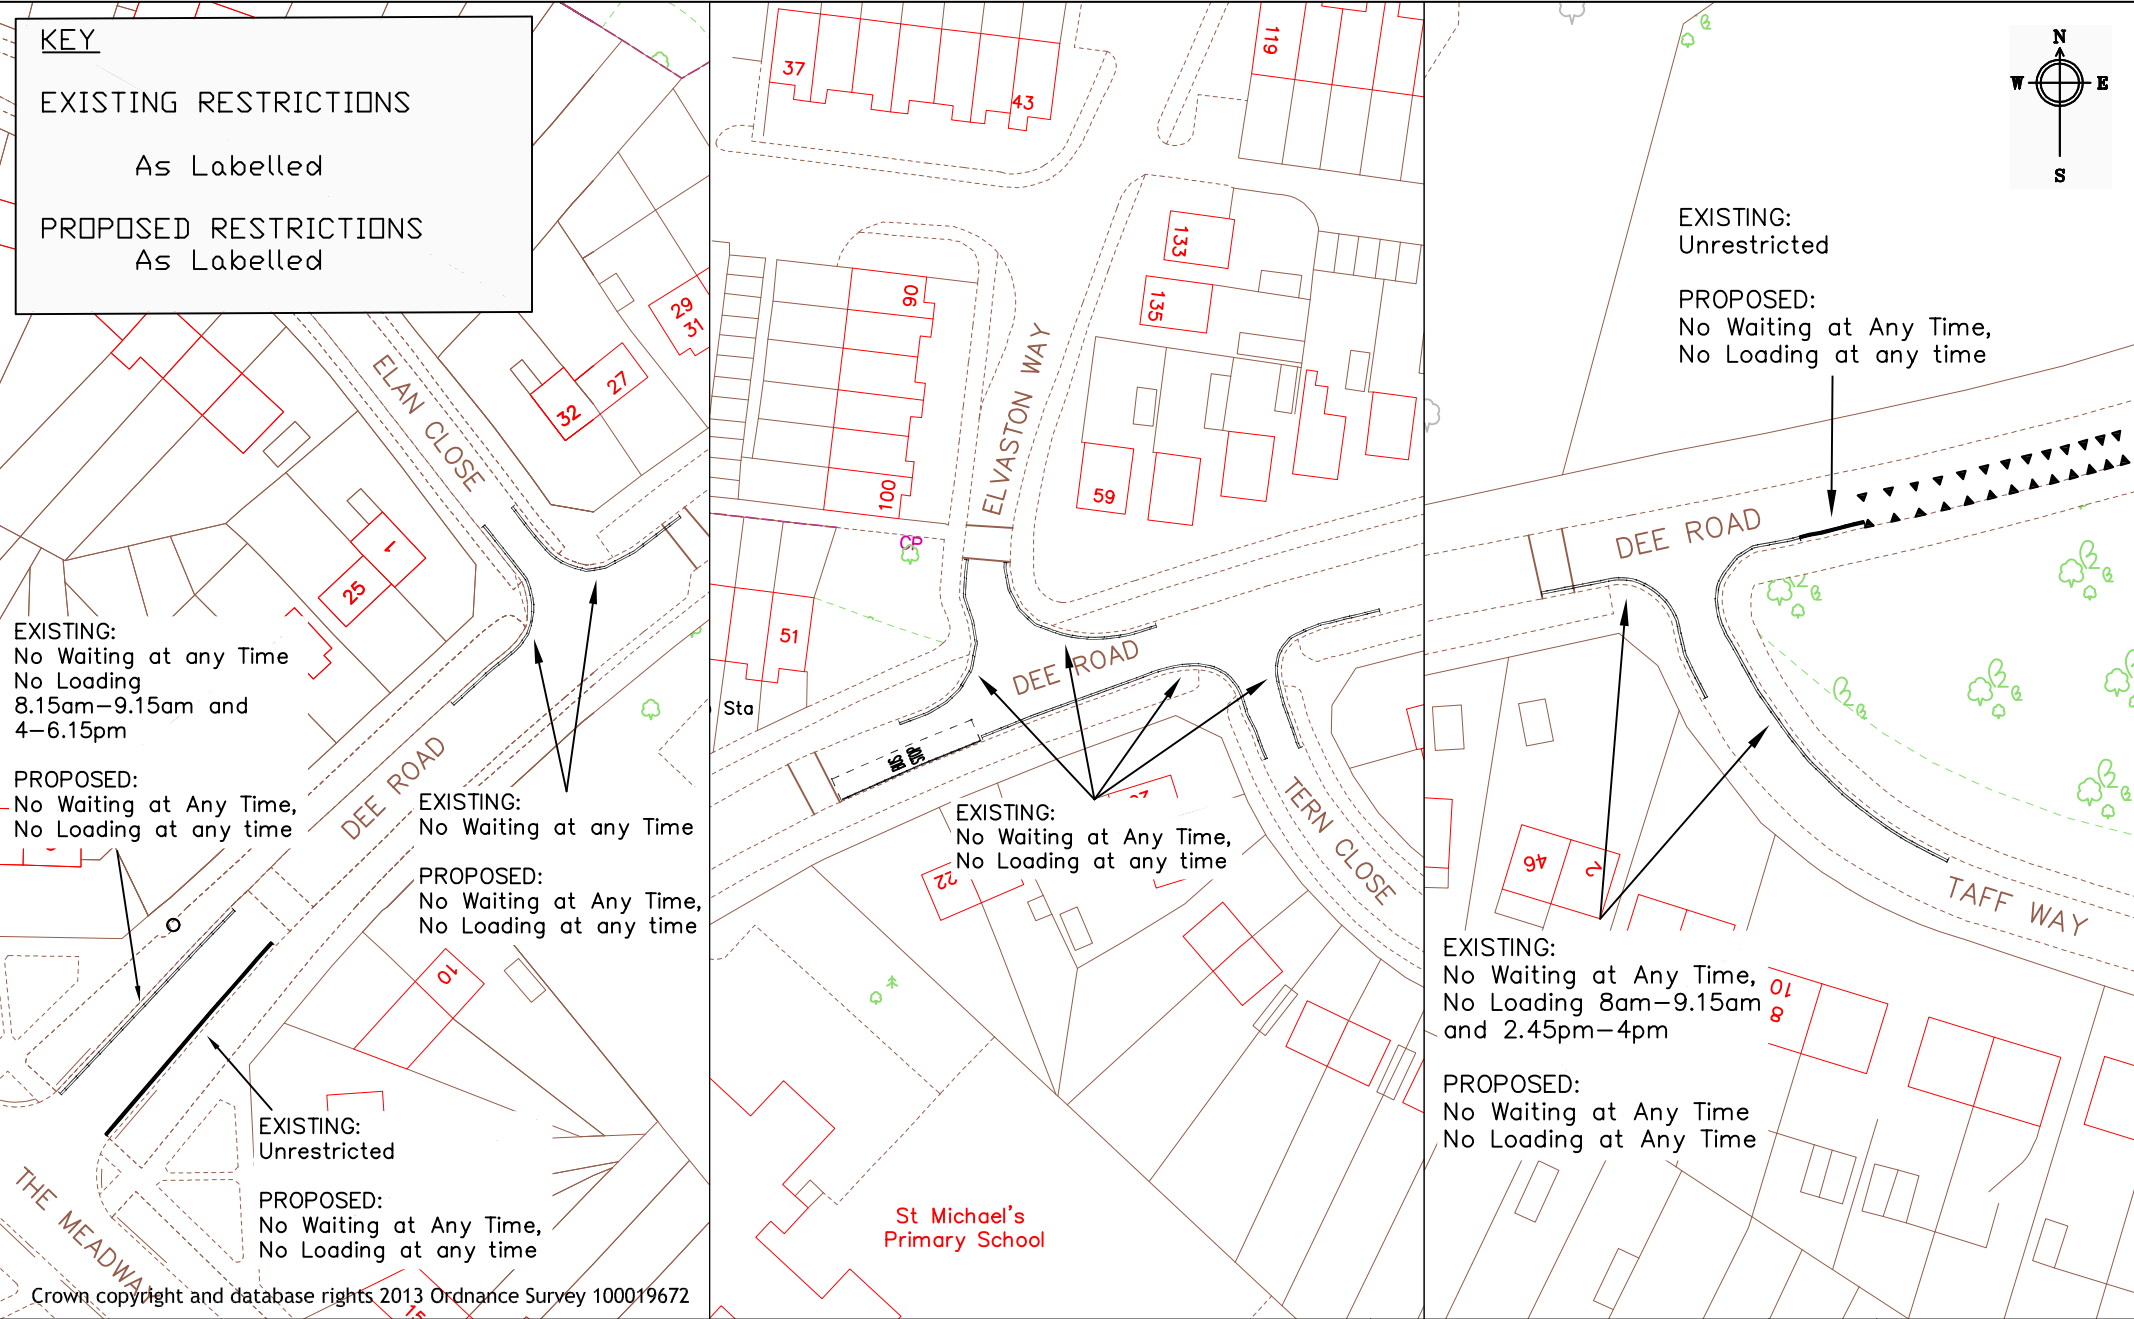 KEY
EXISTING RESTRICTIONS
As Labelled
PROPOSED RESTRICTIONS
As Labelled
29
31
27
32
ELAN CLOSE
1
25
EXISTING:
No Waiting at any Time
No Loading
8.15am-9.15am and
4-6.15pm
PROPOSED:
No Waiting at Any Time,
No Loading at any time
DEE ROAD
EXISTING:
No Waiting at any Time
PROPOSED:
No Waiting at Any Time,
No Loading at any time
10
EXISTING:
Unrestricted
PROPOSED:
No Waiting at Any Time,
No Loading at any time
THE MEADWAY
15
Crown copyright and database rights 2013 Ordnance Survey 100019672
37
43
119
133
135
90
ELVASTON WAY
100
59
CP
51
Sta
DEE ROAD
BUS
STOP
TERN CLOSE
EXISTING:
No Waiting at Any Time,
No Loading at any time
22
St Michael's
Primary School
N
W E
S
EXISTING:
Unrestricted
PROPOSED:
No Waiting at Any Time,
No Loading at any time
DEE ROAD
46
2
TAFF WAY
EXISTING:
No Waiting at Any Time,
No Loading 8am-9.15am
and 2.45pm-4pm
PROPOSED:
No Waiting at Any Time
No Loading at Any Time
10
8